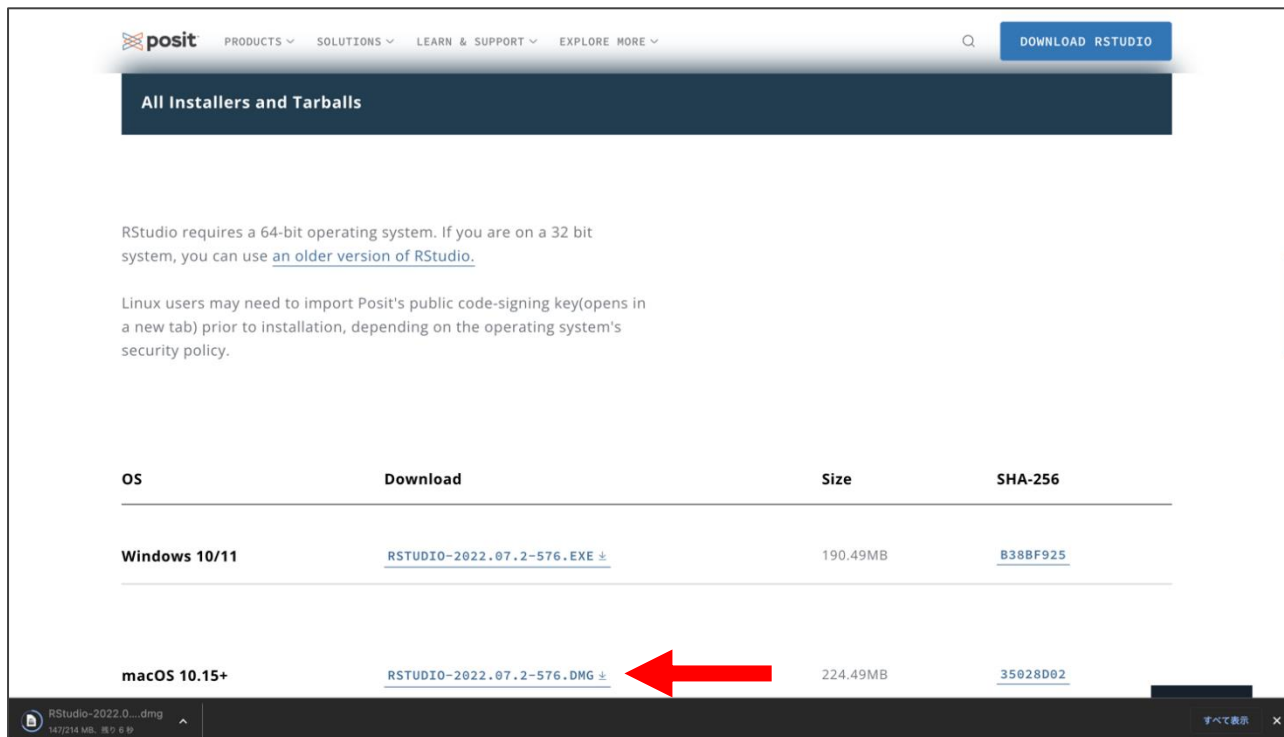 posit PRODUCTS SOLUTIONS LEARN & SUPPORT EXPLORE MORE DOWNLOAD RSTUDIO
All Installers and Tarballs
RStudio requires a 64-bit operating system. If you are on a 32 bit
system, you can use an older version of RStudio.
Linux users may need to import Posit's public code-signing key(opens in
a new tab) prior to installation, depending on the operating system's
security policy.
OS Download Size SHA-256
Windows 10/11 RSTUDIO-2022.07.2-576.EXE 190.49MB B38BF925
macOS 10.15+ RSTUDIO-2022.07.2-576.DMG 224.49MB 35028D02
RStudio-2022.0....dmg
147/214 MB、残り 6 秒
すべて表示